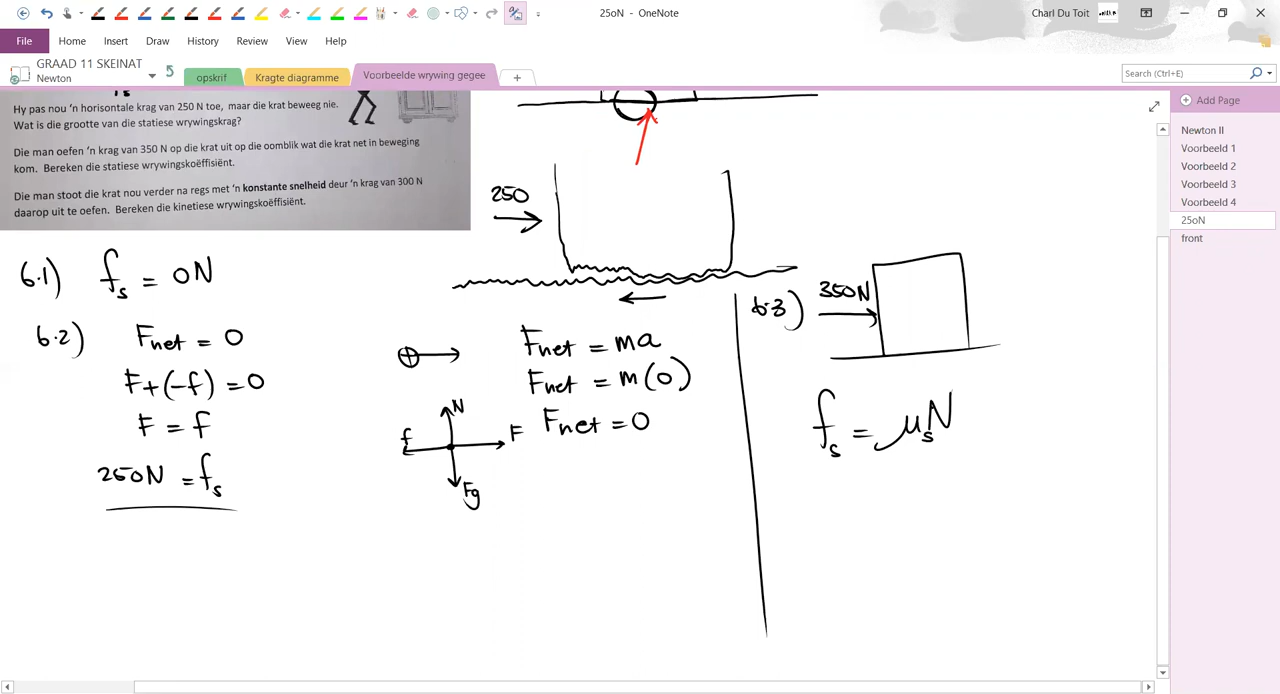 25oN - OneNote
Charl Du Toit
File Home Insert Draw History Review View Help
GRAAD 11 SKEINAT
Newton
opskrif
Kragte diagramme
Voorbeelde wrywing gegee
+
Search (Ctrl+E)
Add Page
Newton II
Voorbeeld 1
Voorbeeld 2
Voorbeeld 3
Voorbeeld 4
25oN
front
Hy pas nou 'n horisontale krag van 250 N toe, maar die krat beweeg nie.
Wat is die grootte van die statiese wrywingskrag?
Die man oefen 'n krag van 350 N op die krat uit op die oomblik wat die krat net in beweging
kom. Bereken die statiese wrywingskoëffisiënt.
Die man stoot die krat nou verder na regs met 'n konstante snelheid deur 'n krag van 300 N
daarop uit te oefen. Bereken die kinetiese wrywingskoëffisiënt.
250
6.1) fs = 0N
6.2) Fnet = 0
F+(-f) = 0
F = f
250N = fs
N
f
F
Fg
Fnet = ma
Fnet = m(0)
Fnet = 0
6.3) 350N
fs = μsN